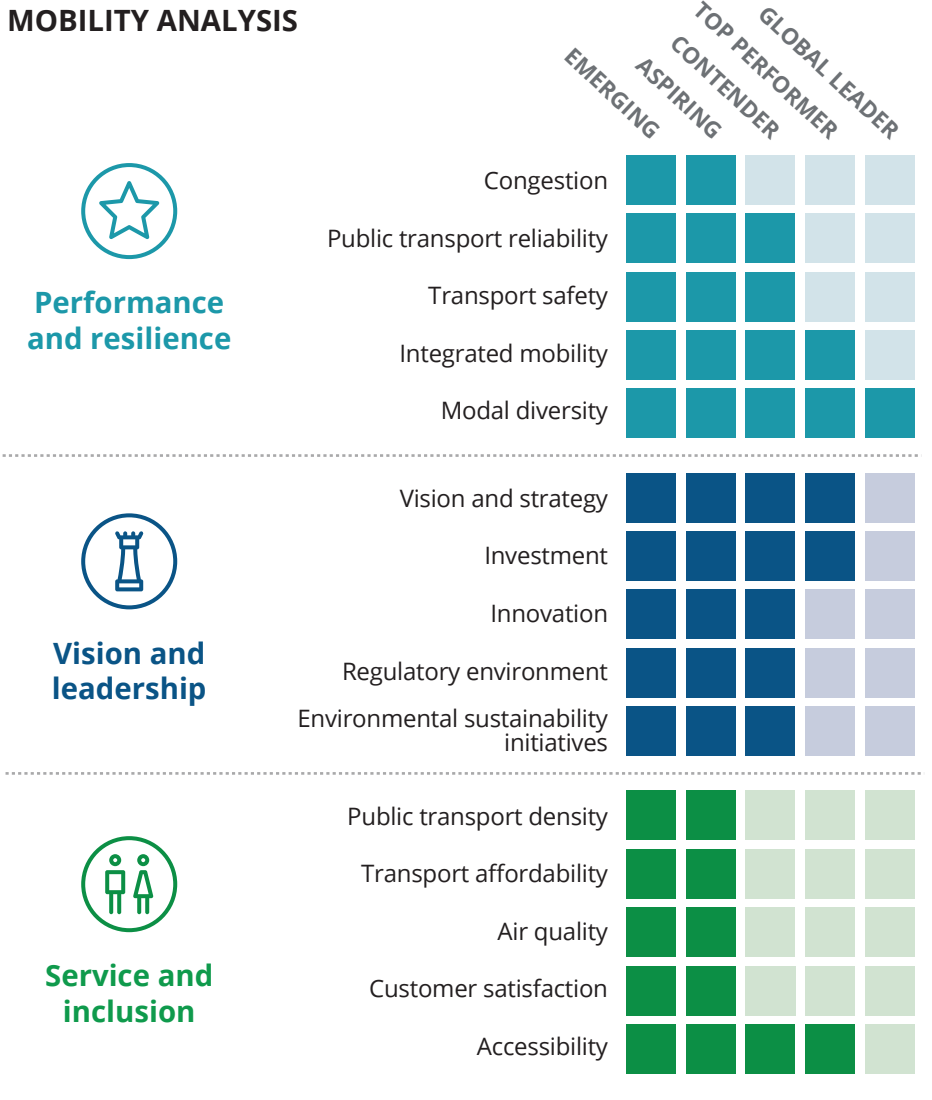 MOBILITY ANALYSIS
EMERGING
ASPIRING
CONTENDER
TOP PERFORMER
GLOBAL LEADER
Performance
and resilience
Congestion
Public transport reliability
Transport safety
Integrated mobility
Modal diversity
Vision and
leadership
Vision and strategy
Investment
Innovation
Regulatory environment
Environmental sustainability
initiatives
Service and
inclusion
Public transport density
Transport affordability
Air quality
Customer satisfaction
Accessibility